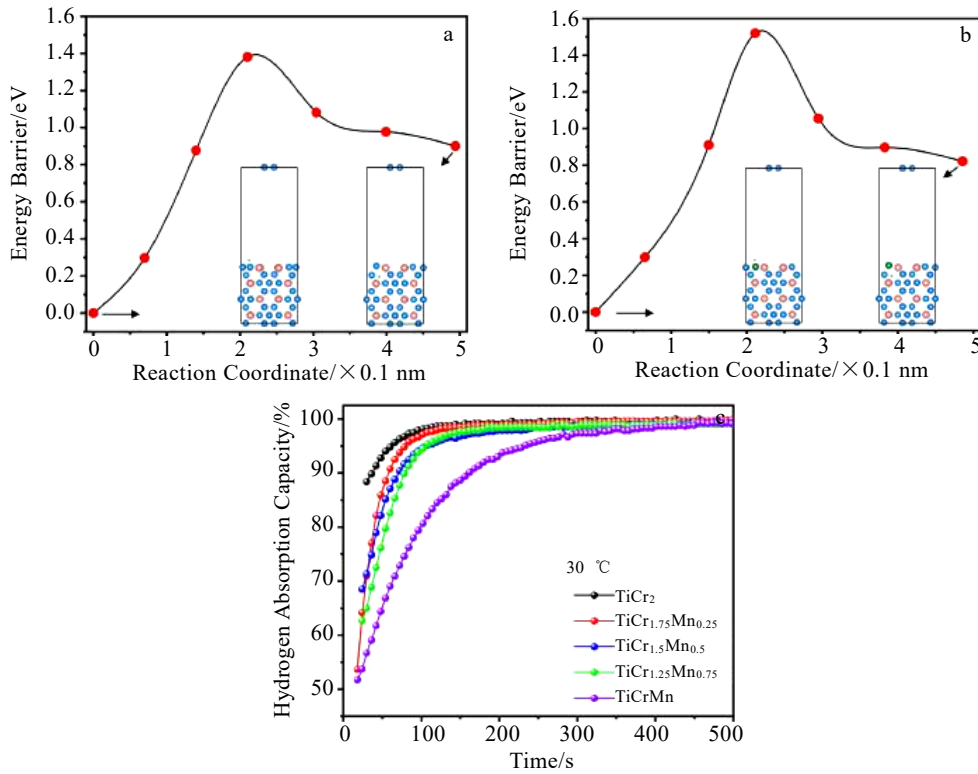 a
Energy Barrier/eV
1.6
1.4
1.2
1.0
0.8
0.6
0.4
0.2
0.0
0 1 2 3 4 5
Reaction Coordinate/×0.1 nm
b
Energy Barrier/eV
1.6
1.4
1.2
1.0
0.8
0.6
0.4
0.2
0.0
0 1 2 3 4 5
Reaction Coordinate/×0.1 nm
c
Hydrogen Absorption Capacity/%
100
90
80
70
60
50
30 ℃
TiCr₂
TiCr₁.₇₅Mn₀.₂₅
TiCr₁.₅Mn₀.₅
TiCr₁.₂₅Mn₀.₇₅
TiCrMn
0 100 200 300 400 500
Time/s